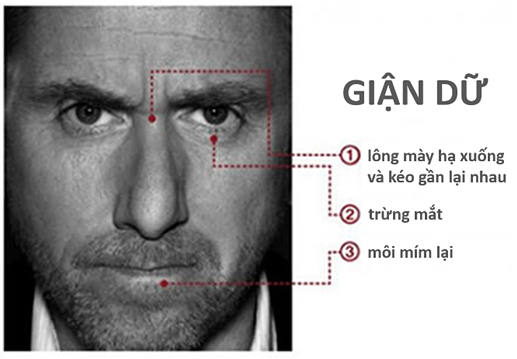 GIẬN DỮ
1 lông mày hạ xuống
và kéo gần lại nhau
2 trừng mắt
3 môi mím lại